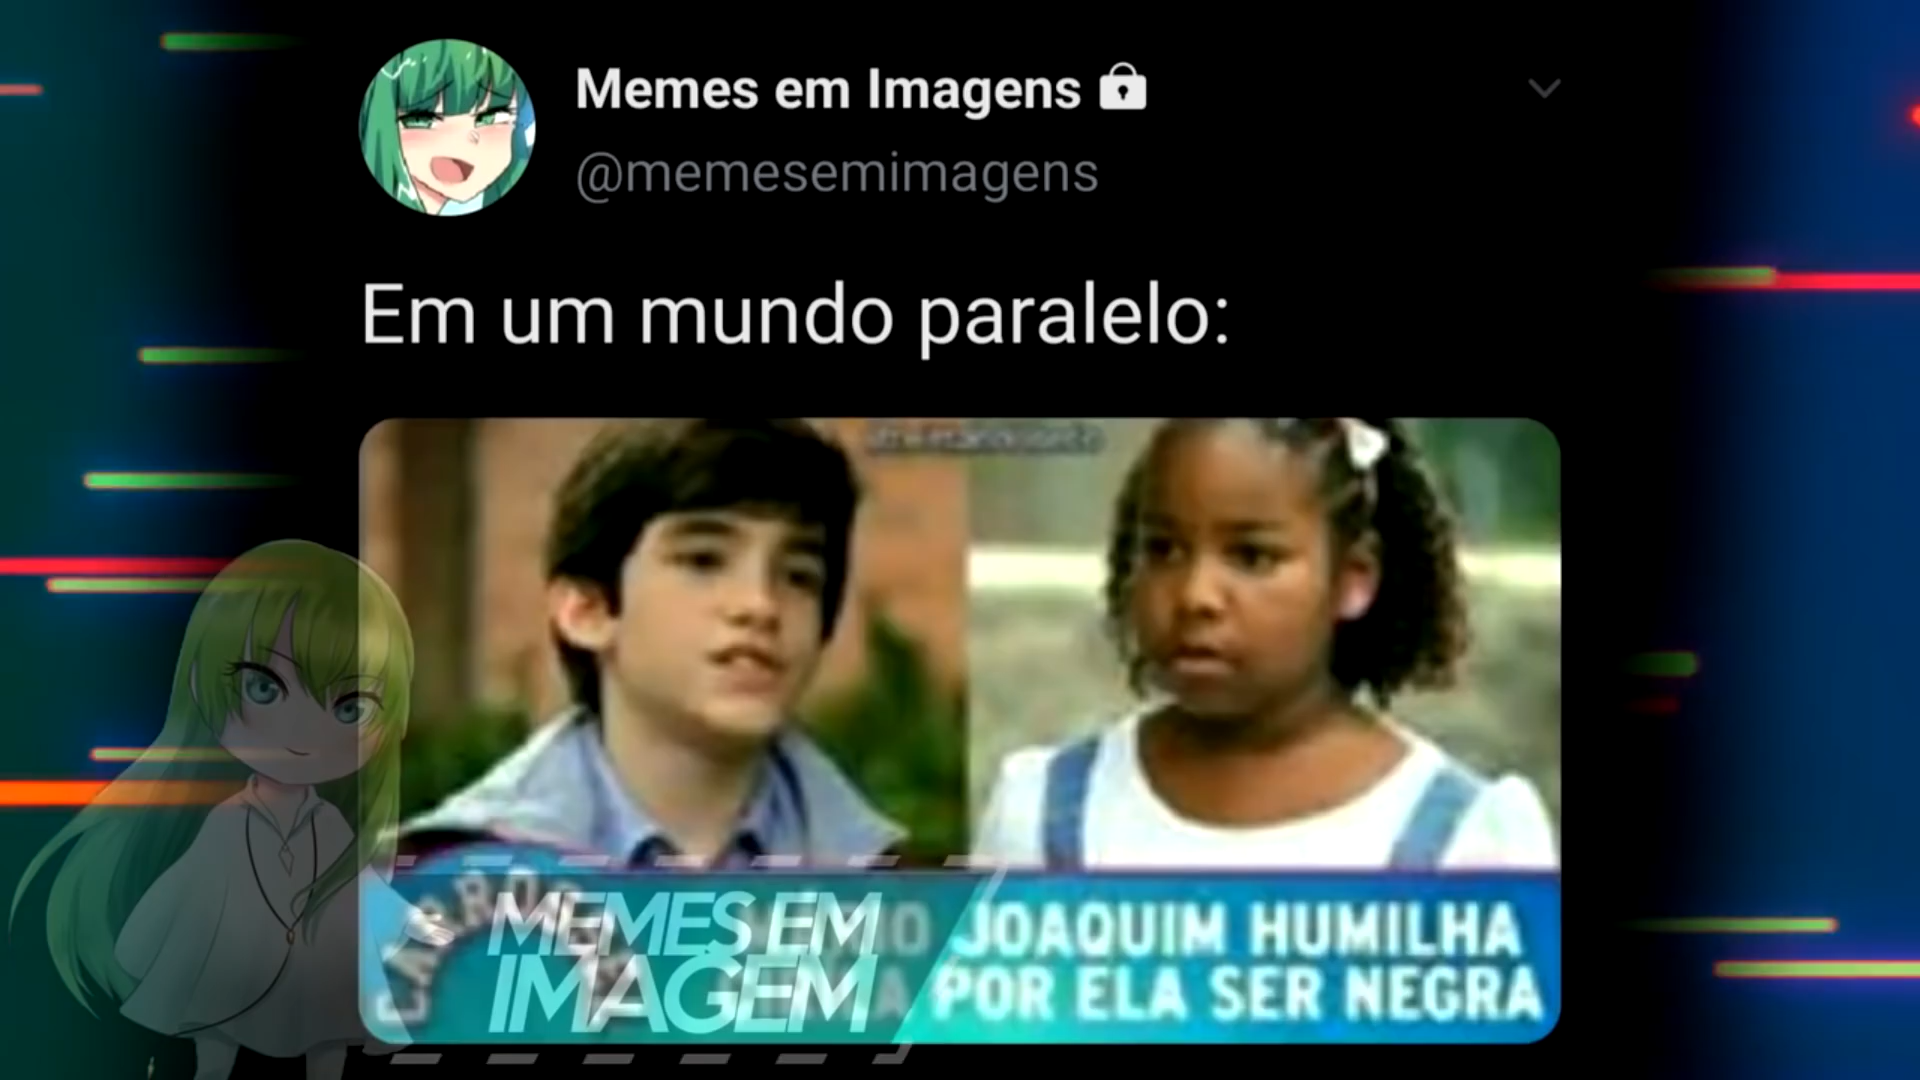 Memes em Imagens
@memesemimagens
Em um mundo paralelo:
MEMES EM
IMAGEM
JOAQUIM HUMILHA
POR ELA SER NEGRA